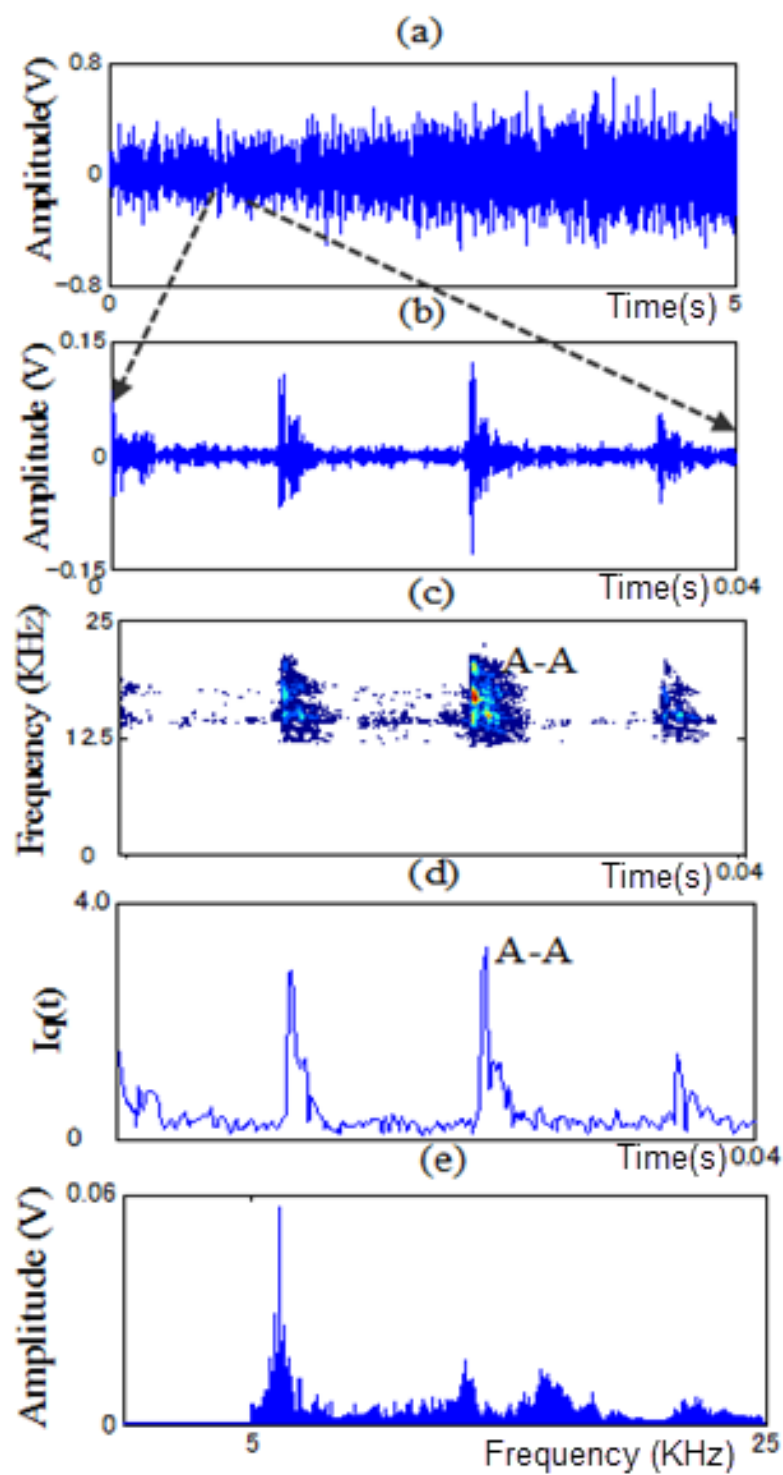 (a)
Amplitude(V)
0.8
0
−0.8
0
Time(s)
5
(b)
Amplitude (V)
0.15
0
−0.15
0
Time(s)
0.04
(c)
Frequency (KHz)
25
12.5
0
A-A
Time(s)
0.04
(d)
Iq(t)
4.0
0
A-A
Time(s)
0.04
(e)
Amplitude (V)
0.06
0
5
Frequency (KHz)
25